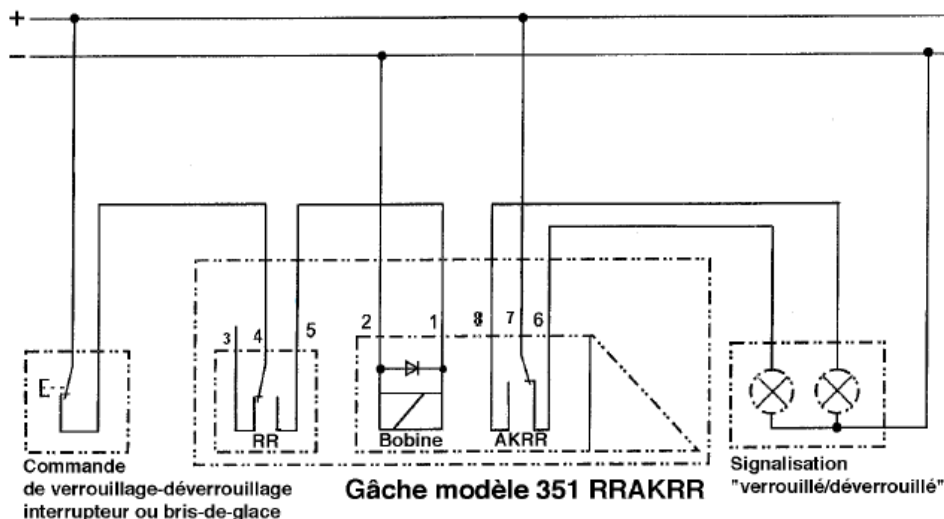 +
−
3 4 5 2 1 8 7 6
E
RR
Bobine
AKRR
Commande
de verrouillage-déverrouillage
interrupteur ou bris-de-glace
Gâche modèle 351 RRAKRR
Signalisation
"verrouillé/déverrouillé"